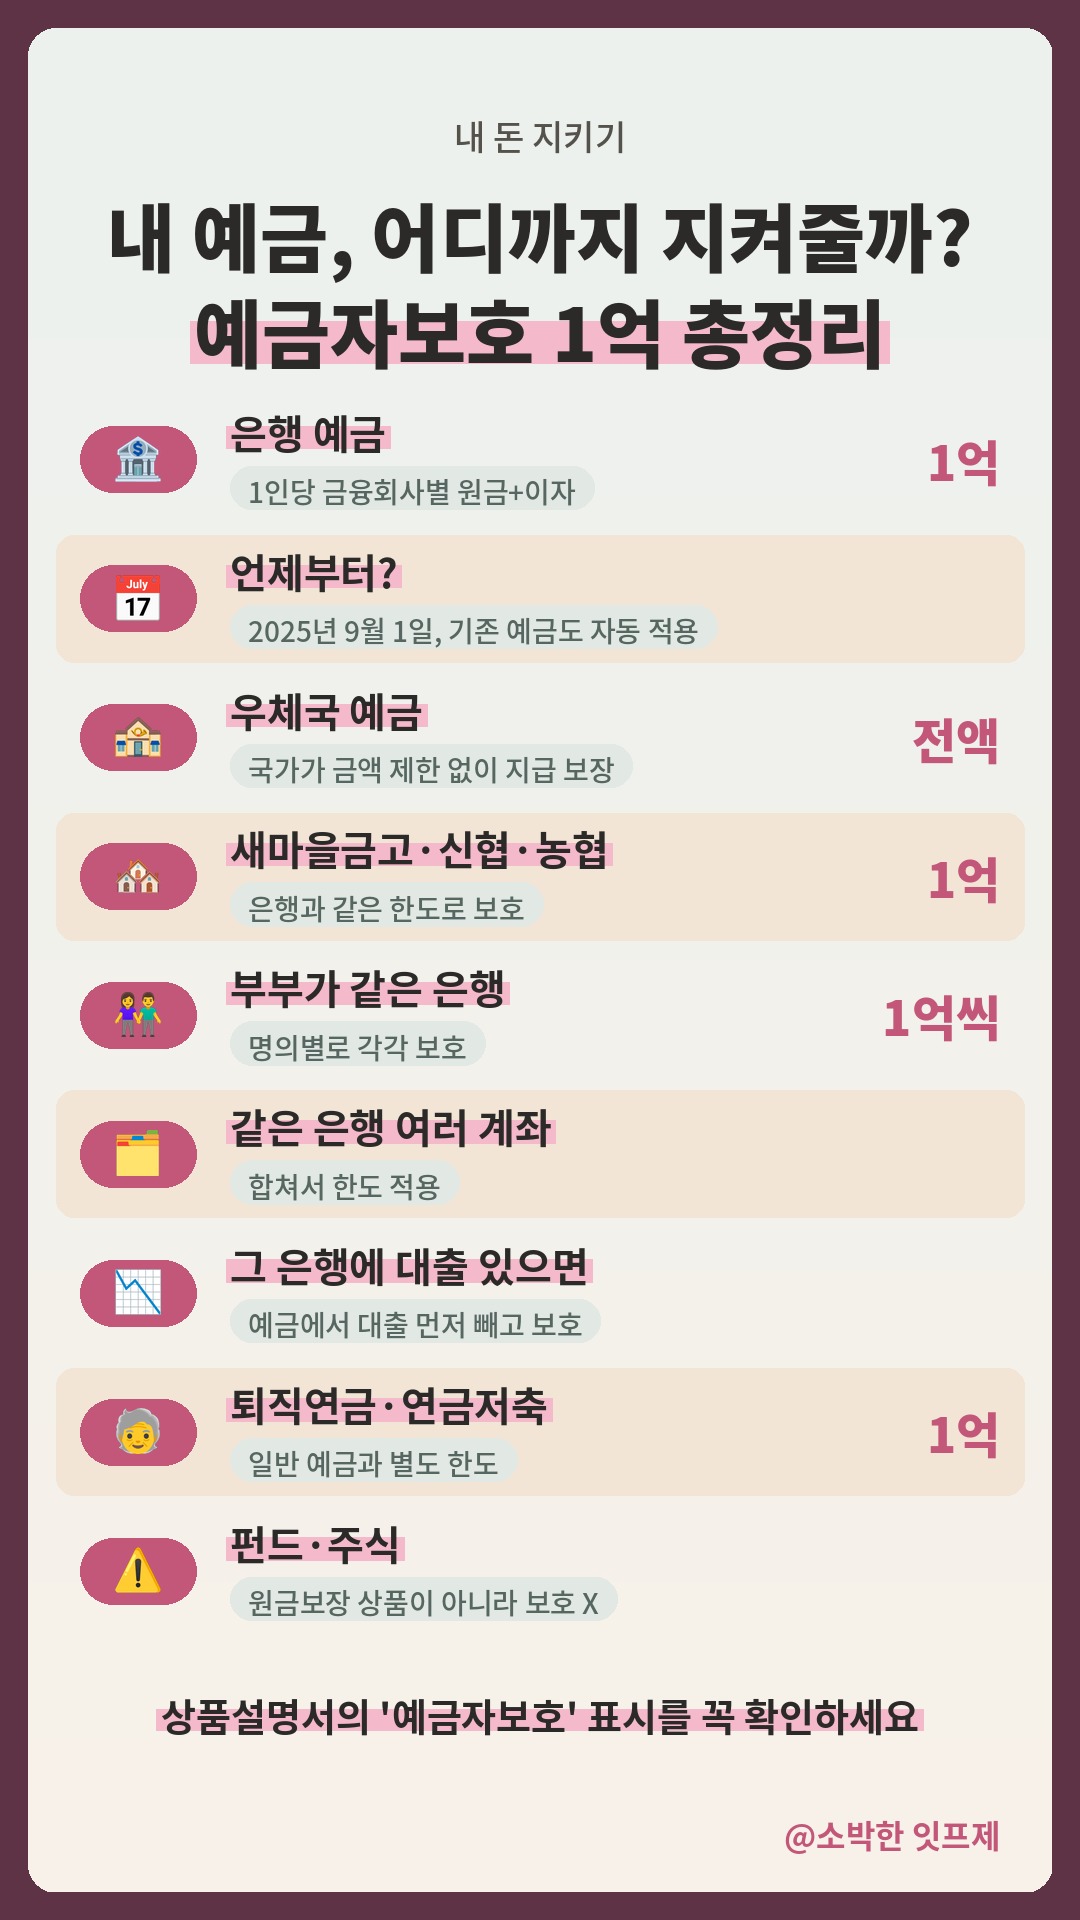 내 돈 지키기
내 예금, 어디까지 지켜줄까?
예금자보호 1억 총정리
은행 예금
1인당 금융회사별 원금+이자
1억
July
17
언제부터?
2025년 9월 1일, 기존 예금도 자동 적용
우체국 예금
국가가 금액 제한 없이 지급 보장
전액
새마을금고·신협·농협
은행과 같은 한도로 보호
1억
부부가 같은 은행
명의별로 각각 보호
1억씩
같은 은행 여러 계좌
합쳐서 한도 적용
그 은행에 대출 있으면
예금에서 대출 먼저 빼고 보호
퇴직연금·연금저축
일반 예금과 별도 한도
1억
펀드·주식
원금보장 상품이 아니라 보호 X
상품설명서의 '예금자보호' 표시를 꼭 확인하세요
@소박한 잇프제